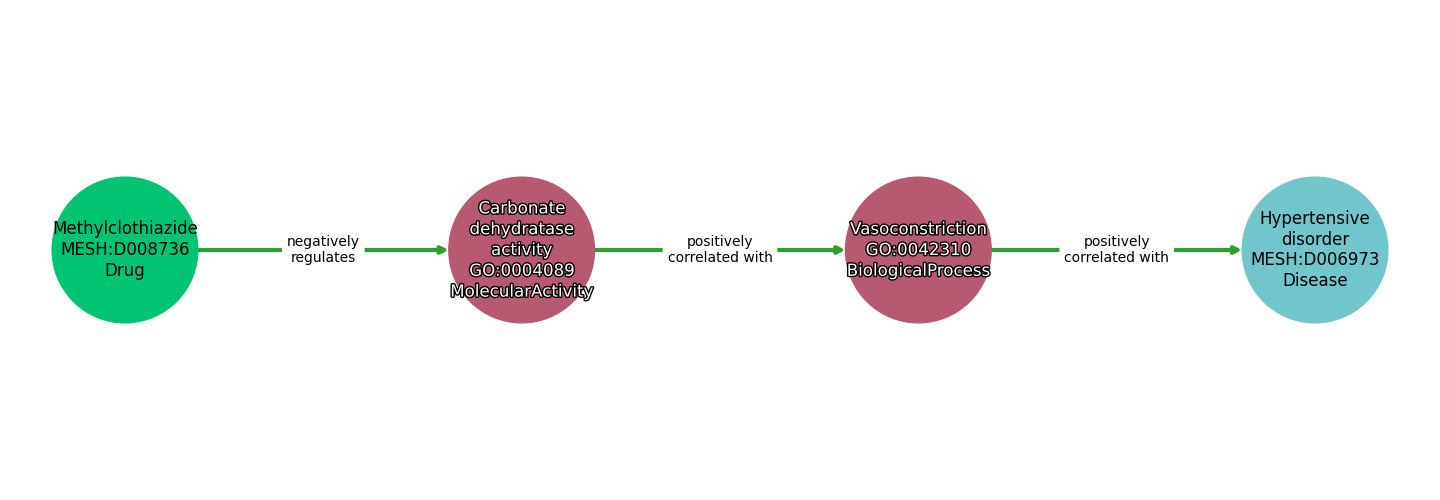 Methylclothiazide
MESH:D008736
Drug
negatively
regulates
Carbonate
dehydratase
activity
GO:0004089
MolecularActivity
positively
correlated with
Vasoconstriction
GO:0042310
BiologicalProcess
positively
correlated with
Hypertensive
disorder
MESH:D006973
Disease